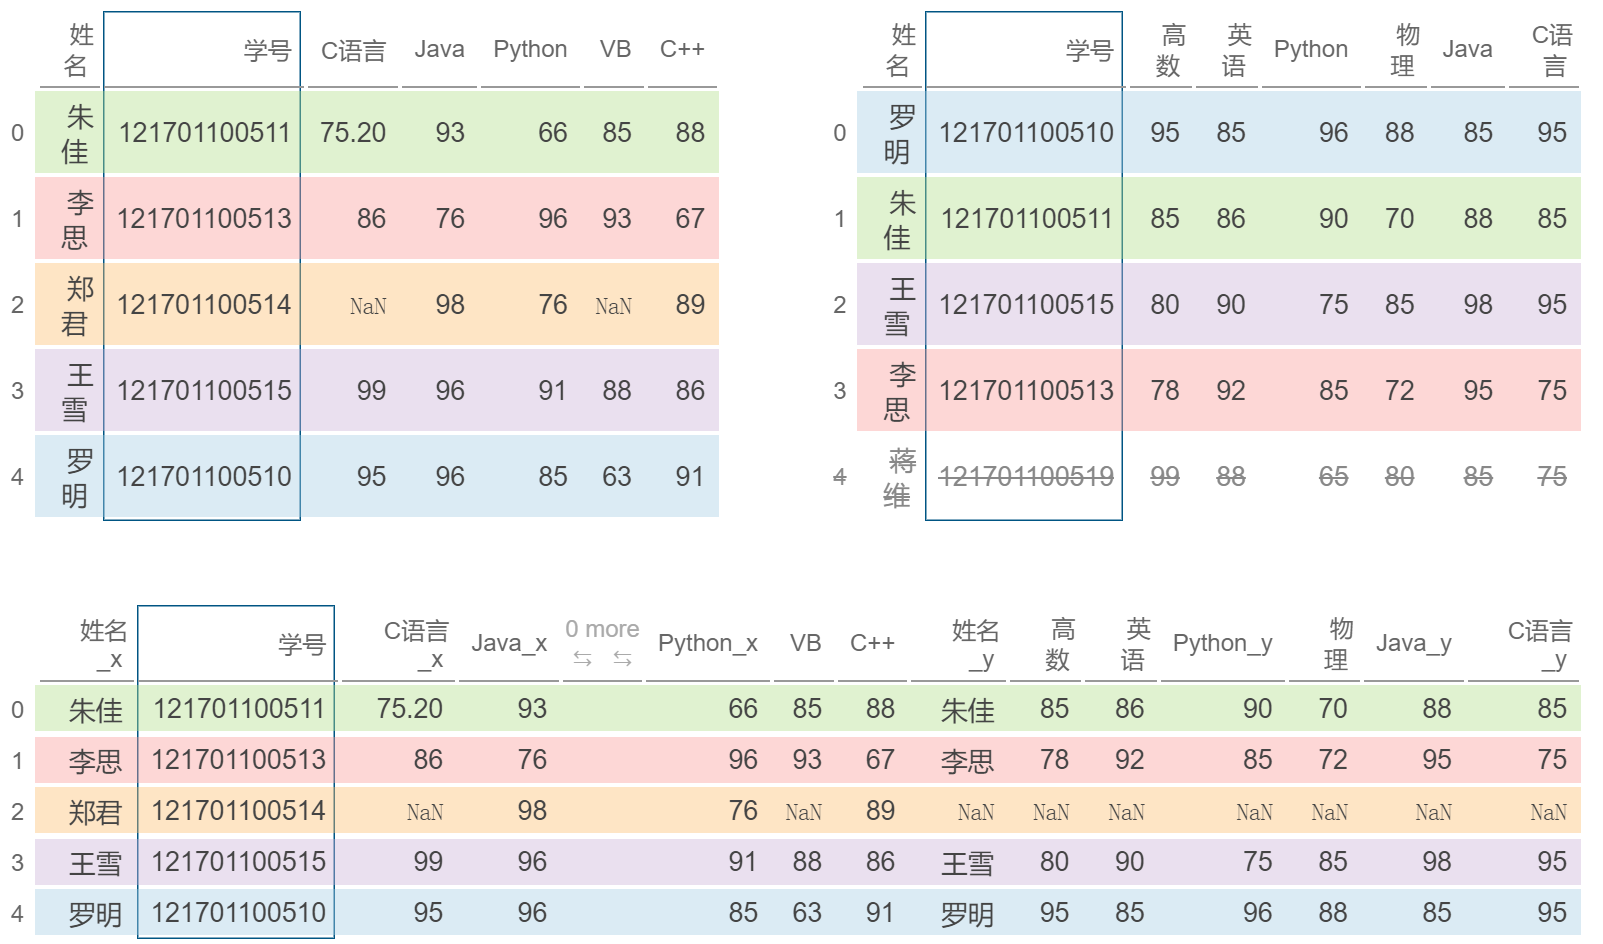 姓名 学号 C语言 Java Python VB C++
0 朱佳 121701100511 75.20 93 66 85 88
1 李思 121701100513 86 76 96 93 67
2 郑君 121701100514 NaN 98 76 NaN 89
3 王雪 121701100515 99 96 91 88 86
4 罗明 121701100510 95 96 85 63 91
姓名 学号 高数 英语 Python 物理 Java C语言
0 罗明 121701100510 95 85 96 88 85 95
1 朱佳 121701100511 85 86 90 70 88 85
2 王雪 121701100515 80 90 75 85 98 95
3 李思 121701100513 78 92 85 72 95 75
4 蒋维 121701100519 99 88 65 80 85 75
姓名_x 学号 C语言_x Java_x 0 more ⇆ ⇆ Python_x VB C++ 姓名_y 高数 英语 Python_y 物理 Java_y C语言_y
0 朱佳 121701100511 75.20 93 66 85 88 朱佳 85 86 90 70 88 85
1 李思 121701100513 86 76 96 93 67 李思 78 92 85 72 95 75
2 郑君 121701100514 NaN 98 76 NaN 89 NaN NaN NaN NaN NaN NaN NaN
3 王雪 121701100515 99 96 91 88 86 王雪 80 90 75 85 98 95
4 罗明 121701100510 95 96 85 63 91 罗明 95 85 96 88 85 95